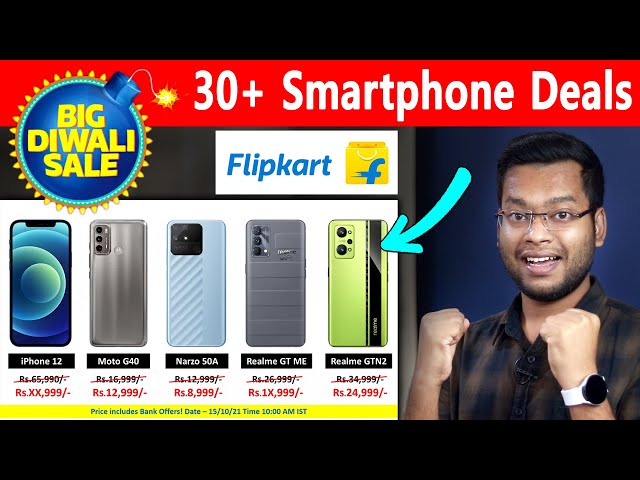 30+ Smartphone Deals
BIG
DIWALI
SALE
Flipkart
iPhone 12
Moto G40
Narzo 50A
Realme GT ME
Realme GTN2
Rs.65,990/-
Rs.16,999/-
Rs.12,999/-
Rs.26,999/-
Rs.34,999/-
Rs.XX,999/-
Rs.12,999/-
Rs.8,999/-
Rs.1X,999/-
Rs.24,999/-
Price includes Bank Offers! Date – 15/10/21 Time 10:00 AM IST
realme